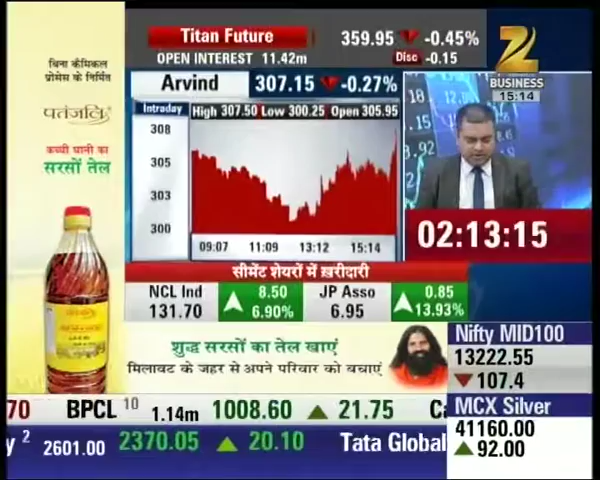 Titan Future
359.95 -0.45%
OPEN INTEREST 11.42m
Disc -0.15
Z
BUSINESS
15:14
Arvind 307.15 -0.27%
Intraday High 307.50 Low 300.25 Open 305.95
308
305
303
300
09:07 11:09 13:12 15:14
02:13:15
बिना कैमिकल
प्रोसेस के निर्मित
पतंजलि
कच्ची घानी का
सरसों तेल
सीमेंट शेयरों में ख़रीदारी
NCL Ind 8.50 JP Asso 0.85
131.70 6.90% 6.95 13.93%
शुद्ध सरसों का तेल खाएं
मिलावट के जहर से अपने परिवार को बचाएं
Nifty MID100
13222.55
107.4
70 BPCL 10 1.14m 1008.60 21.75 Ca
y 2 2601.00 2370.05 20.10 Tata Global
MCX Silver
41160.00
92.00